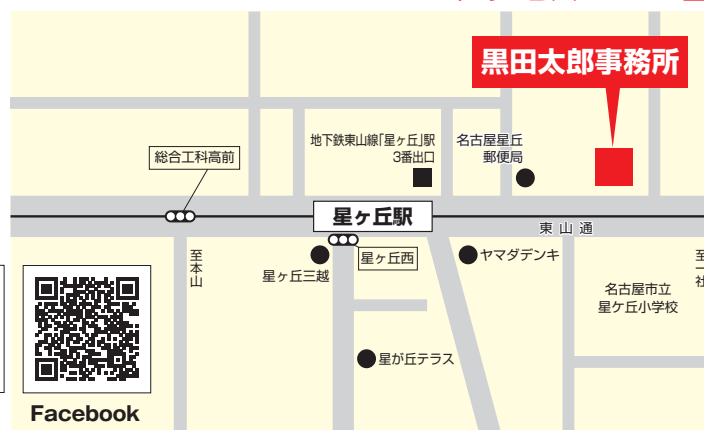 黒田太郎事務所
地下鉄東山線「星ヶ丘」駅
3番出口
名古屋星丘
郵便局
総合工科高前
星ヶ丘駅
東山通
星ヶ丘西
至本山
星ヶ丘三越
ヤマダデンキ
至一社
名古屋市立
星ケ丘小学校
星が丘テラス
Facebook